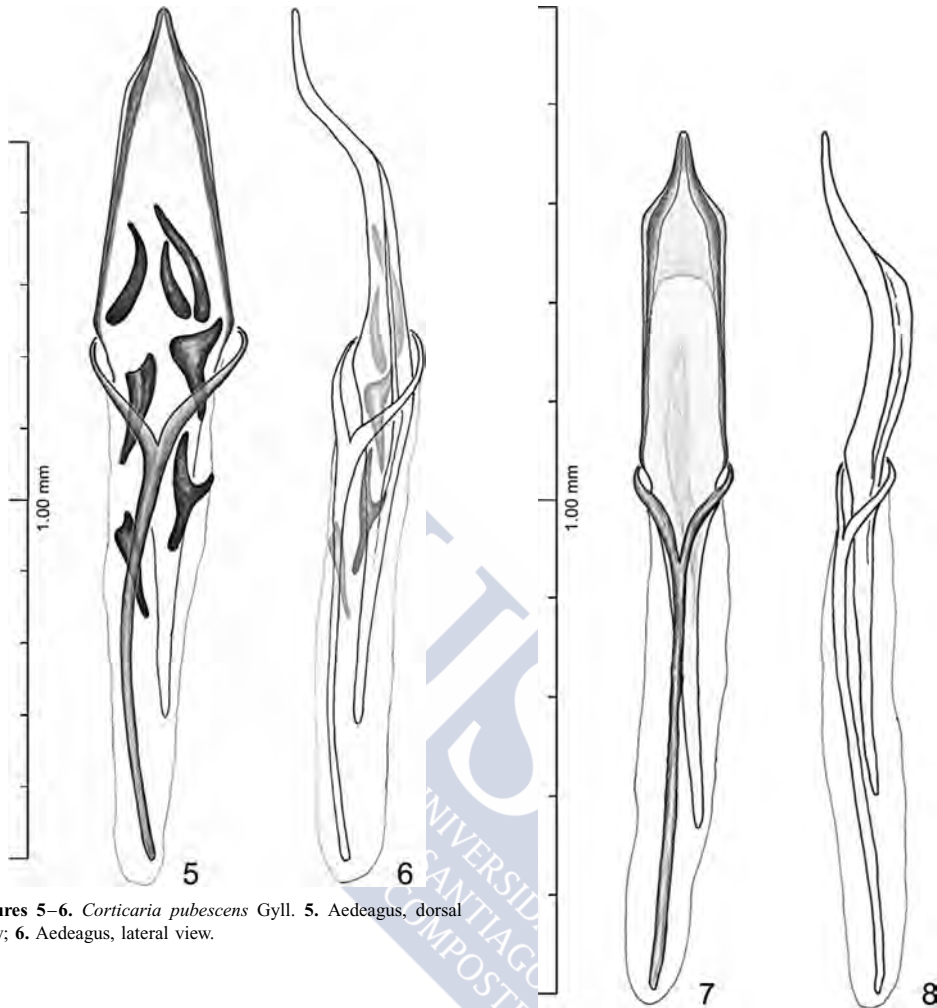 1.00 mm
1.00 mm
5
6
7
8
ures 5–6. Corticaria pubescens Gyll. 5. Aedeagus, dorsal
; 6. Aedeagus, lateral view.